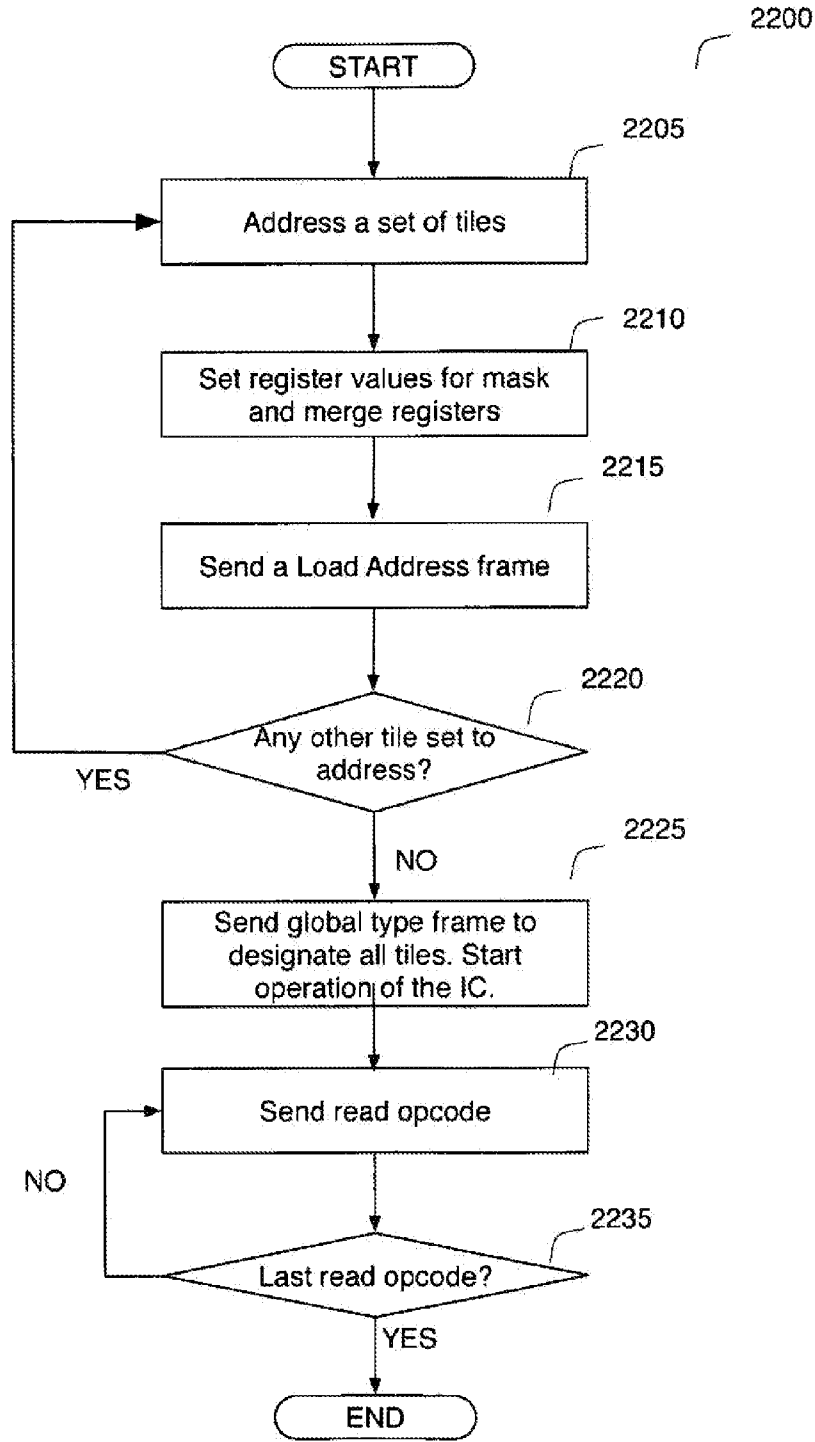 2200
START
2205
Address a set of tiles
2210
Set register values for mask
and merge registers
2215
Send a Load Address frame
2220
Any other tile set to
address?
YES
NO
2225
Send global type frame to
designate all tiles. Start
operation of the IC.
2230
Send read opcode
NO
2235
Last read opcode?
YES
END